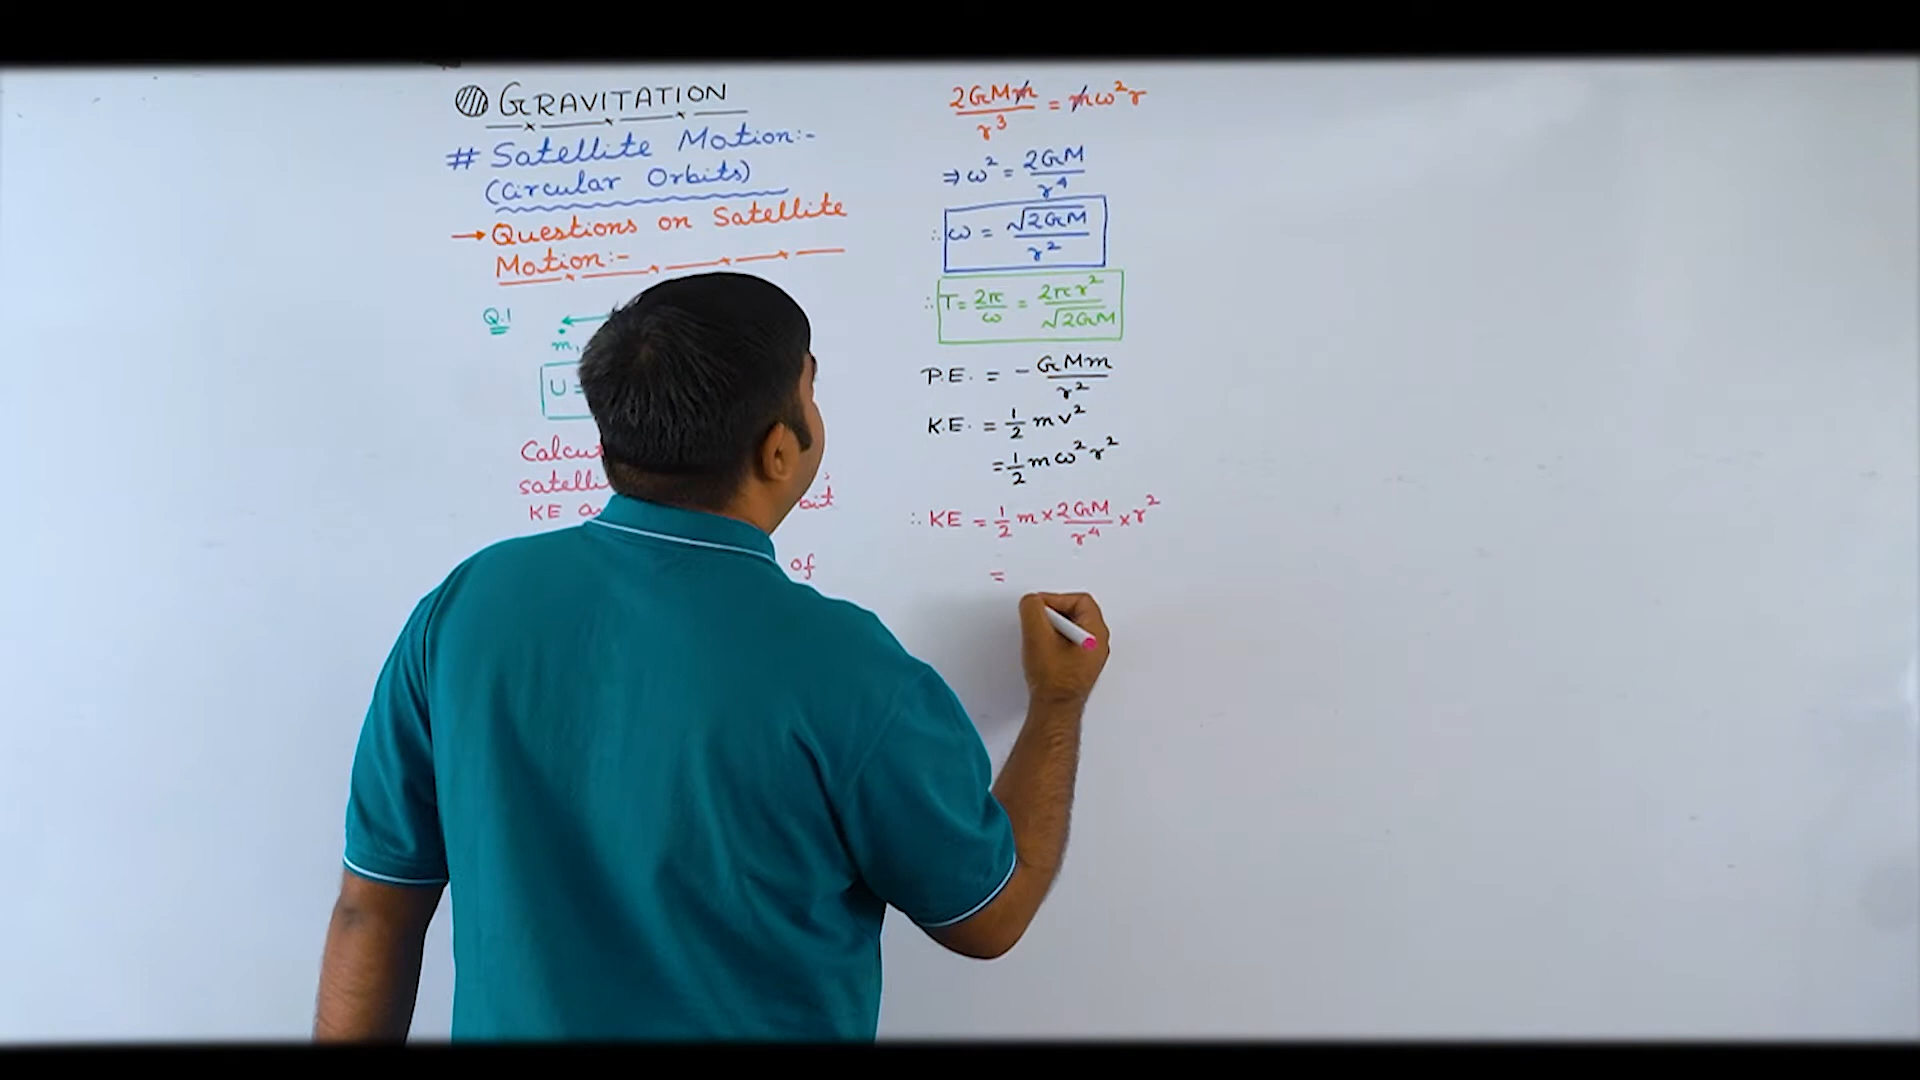 GRAVITATION
# Satellite Motion:-
(Circular Orbits)
→ Questions on Satellite
Motion:-
Q.1
m₁
U =
satelli
KE
of
2GMm/r³ = mω²r
⇒ ω² = 2GM/r⁴
∴ ω = √2GM/r²
∴ T = 2π/ω = 2πr²/√2GM
P.E. = - GMm/r²
K.E. = 1/2 mv²
= 1/2 mω²r²
∴ KE = 1/2 m × 2GM/r⁴ × r²
=